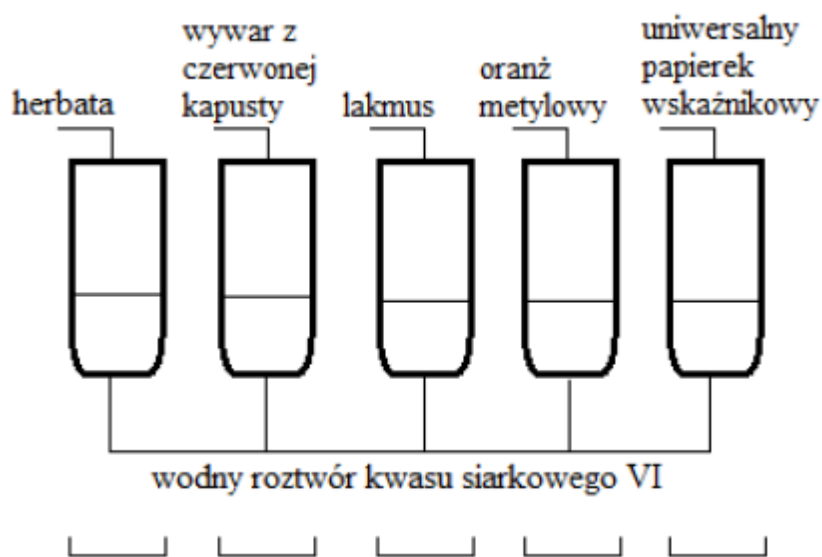 herbata
wywar z
czerwonej
kapusty
lakmus
oranż
metylowy
uniwersalny
papierek
wskaźnikowy
wodny roztwór kwasu siarkowego VI